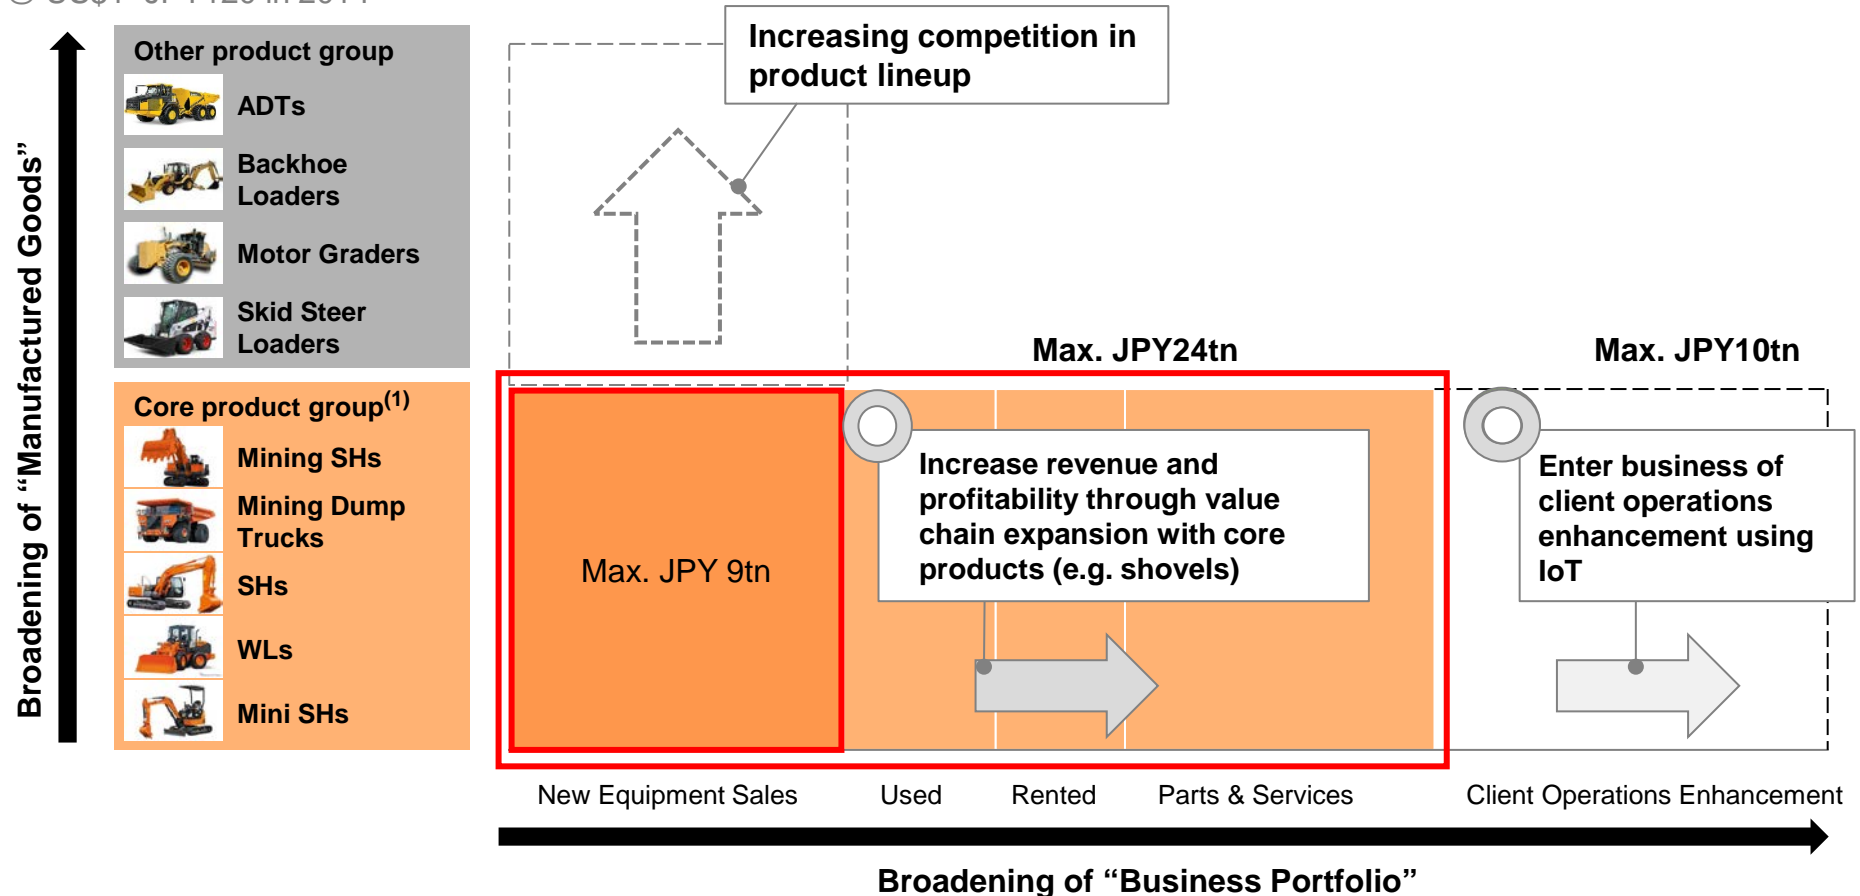 Other product group
ADTs
Backhoe
Loaders
Motor Graders
Skid Steer
Loaders
Core product group(1)
Mining SHs
Mining Dump
Trucks
SHs
WLs
Mini SHs
Broadening of “Manufactured Goods”
Increasing competition in
product lineup
Max. JPY24tn
Max. JPY10tn
Max. JPY 9tn
Increase revenue and
profitability through value
chain expansion with core
products (e.g. shovels)
Enter business of
client operations
enhancement using
IoT
New Equipment Sales
Used
Rented
Parts & Services
Client Operations Enhancement
Broadening of “Business Portfolio”